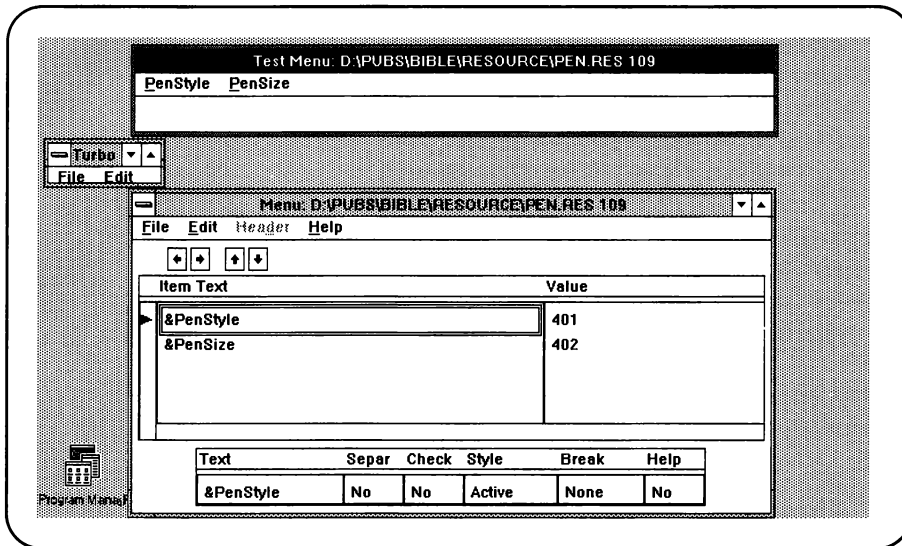 Test Menu: D:\PUBS\BIBLE\RESOURCE\PEN.RES 109
PenStyle PenSize
Turbo
File Edit
Menu: D:\PUBS\BIBLE\RESOURCE\PEN.RES 109
File Edit Header Help
Item Text Value
&PenStyle 401
&PenSize 402
Text Separ Check Style Break Help
&PenStyle No No Active None No
Program Manag